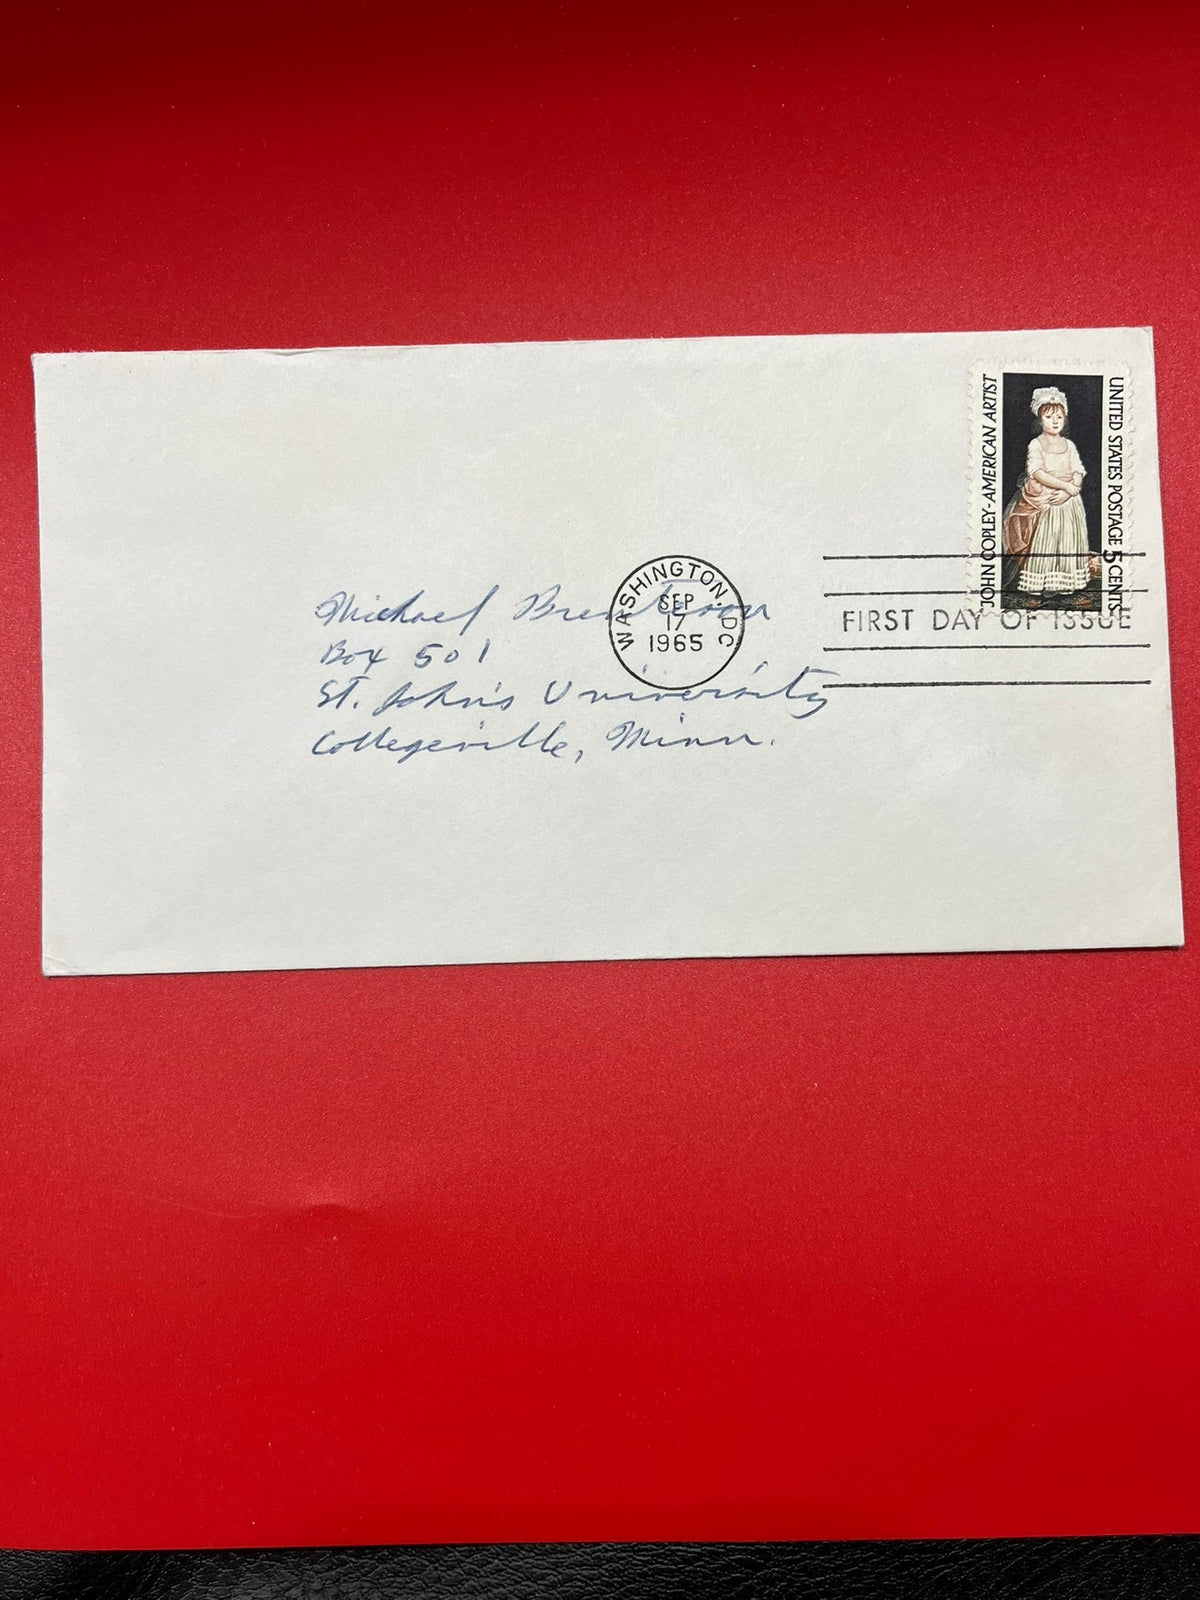 JOHN COPLEY-AMERICAN ARTIST
UNITED STATES POSTAGE 5 CENTS
WASHINGTON, DC
SEP
17
1965
FIRST DAY OF ISSUE
Michael
Box 501
St. John's University
Collegeville, Minn.